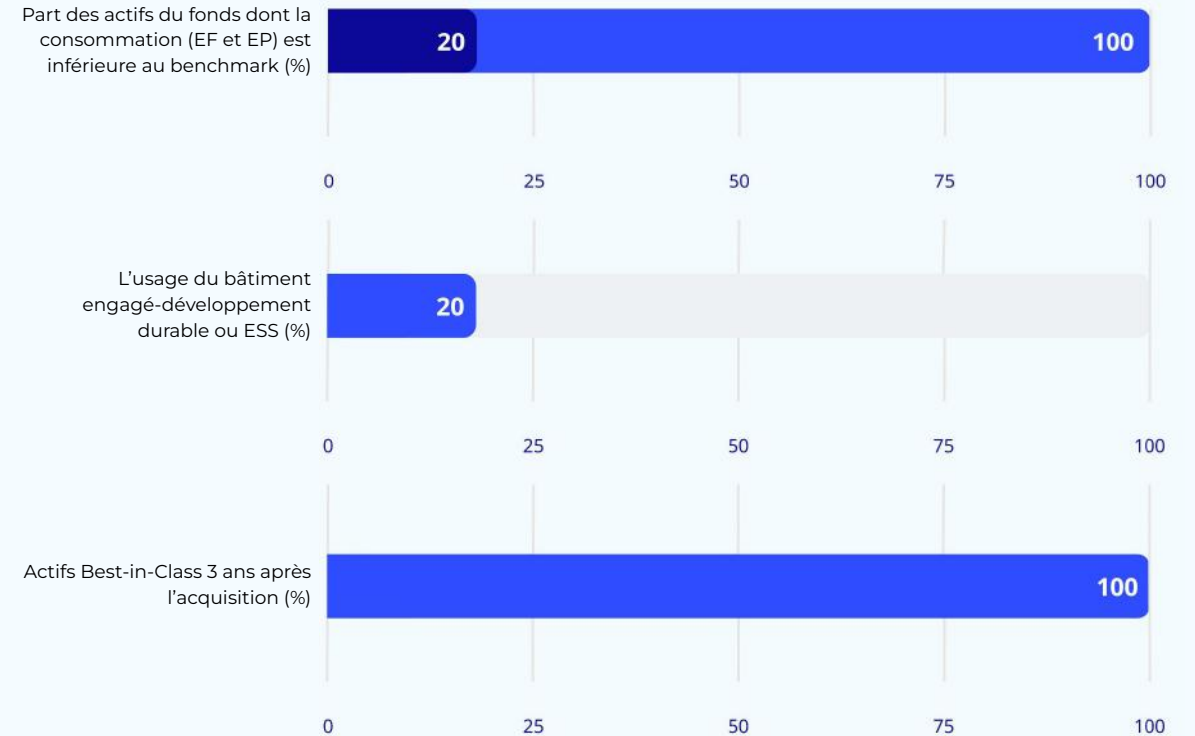 Part des actifs du fonds dont la
consommation (EF et EP) est
inférieure au benchmark (%)
20
100
0 25 50 75 100
L'usage du bâtiment
engagé-développement
durable ou ESS (%)
20
0 25 50 75 100
Actifs Best-in-Class 3 ans après
l'acquisition (%)
100
0 25 50 75 100